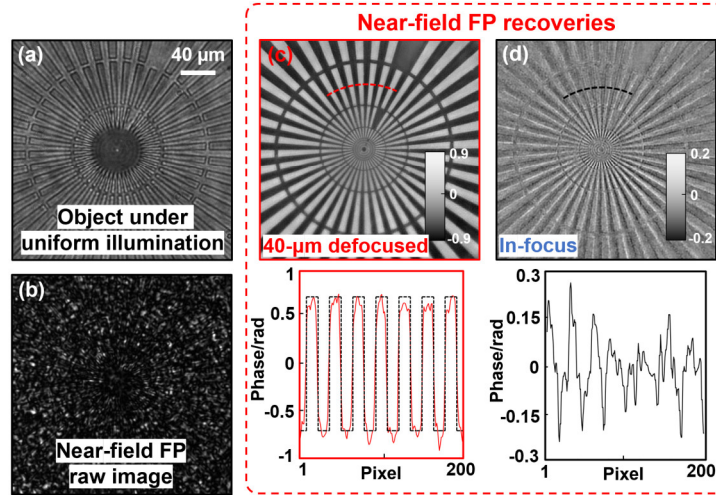 Near-field FP recoveries
(a)
40 μm
Object under
uniform illumination
(b)
Near-field FP
raw image
(c)
0.9
0
-0.9
40-μm defocused
(d)
0.2
0
-0.2
In-focus
Phase/rad
1
0.5
0
-0.5
-1
1
Pixel
200
Phase/rad
0.3
0.15
0
-0.15
-0.3
1
Pixel
200